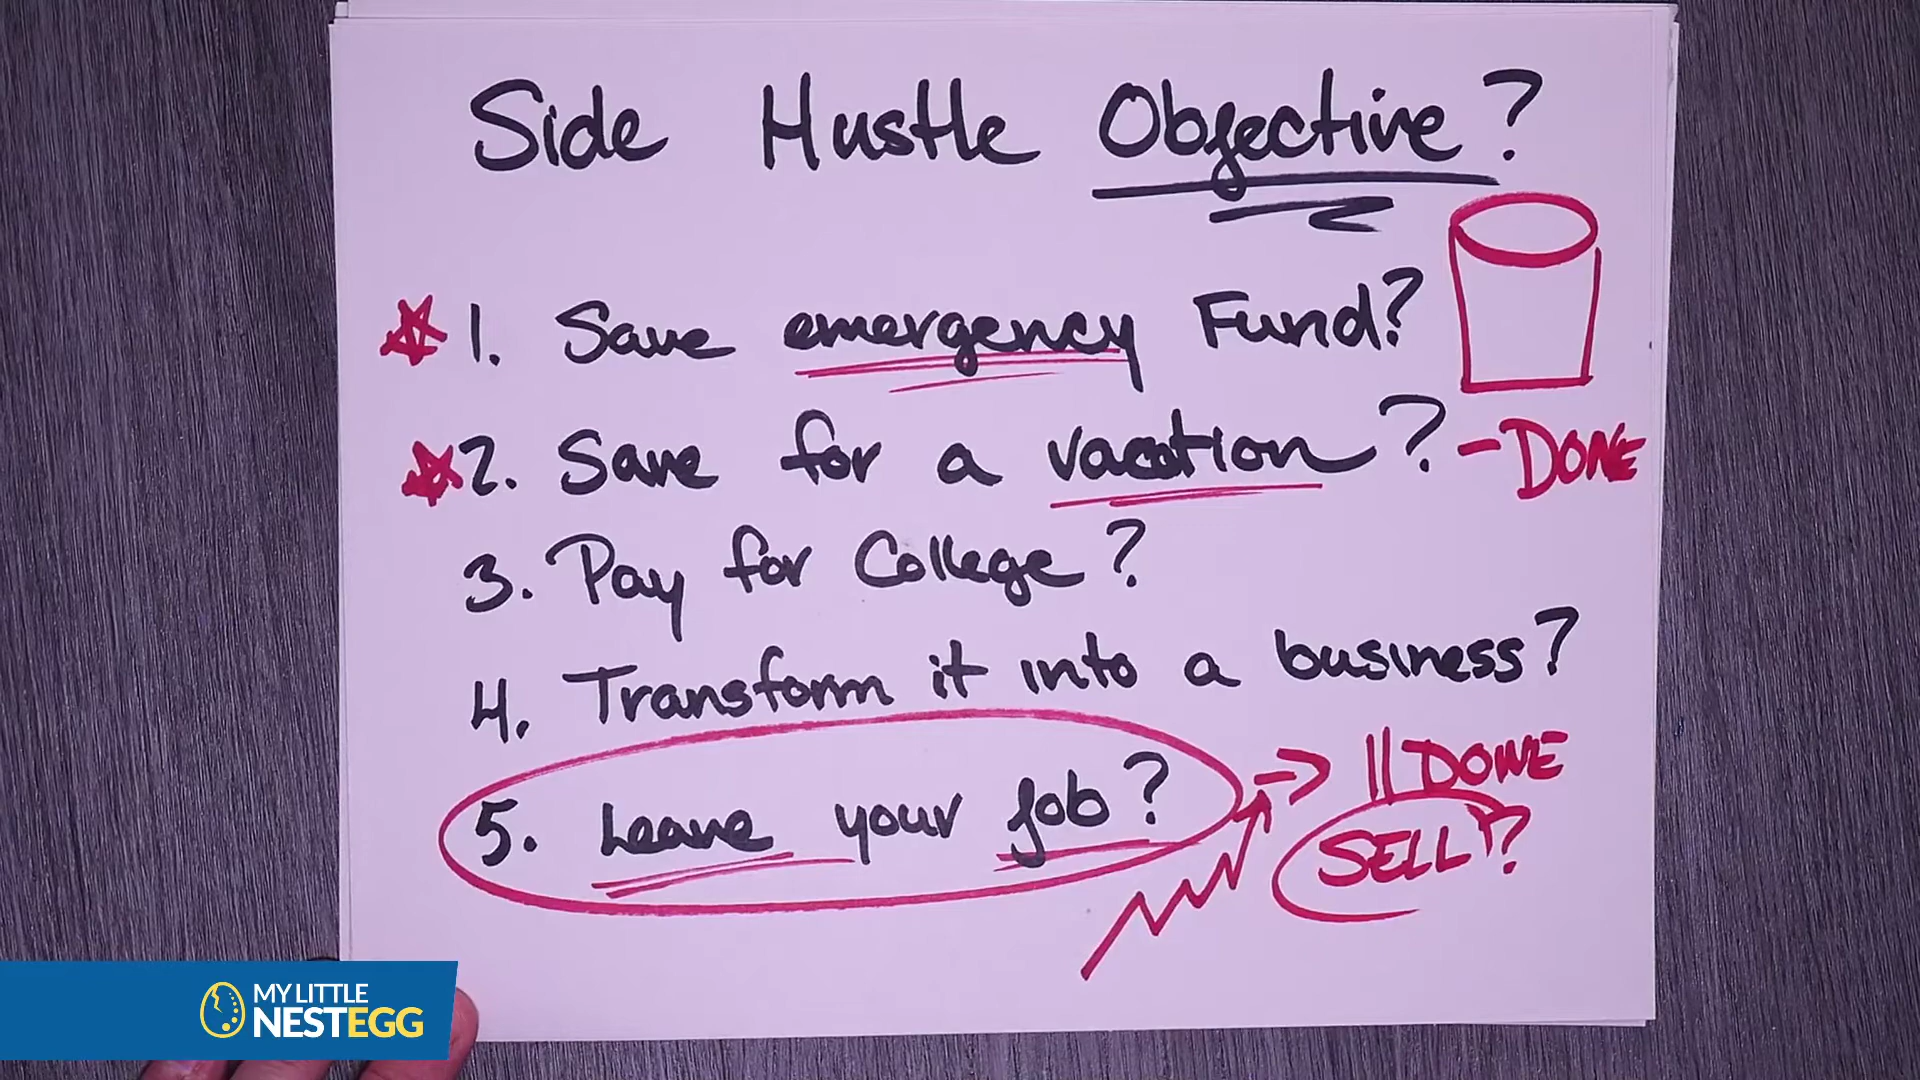 Side Hustle Objective?
1. Save emergency Fund?
2. Save for a vacation? - DONE
3. Pay for College?
4. Transform it into a business?
5. Leave your job? -> || DONE
SELL??
MY LITTLE
NESTEGG